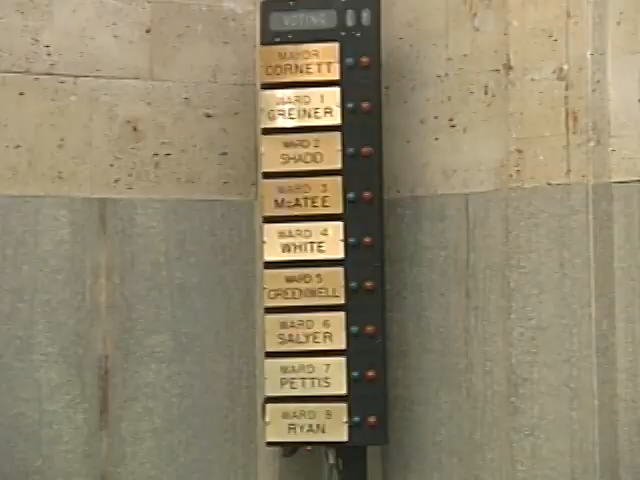 VOTING
MAYOR
CORNETT
WARD 1
GREINER
WARD 2
SHADID
WARD 3
McATEE
WARD 4
WHITE
WARD 5
GREENWELL
WARD 6
SALYER
WARD 7
PETTIS
WARD 8
RYAN